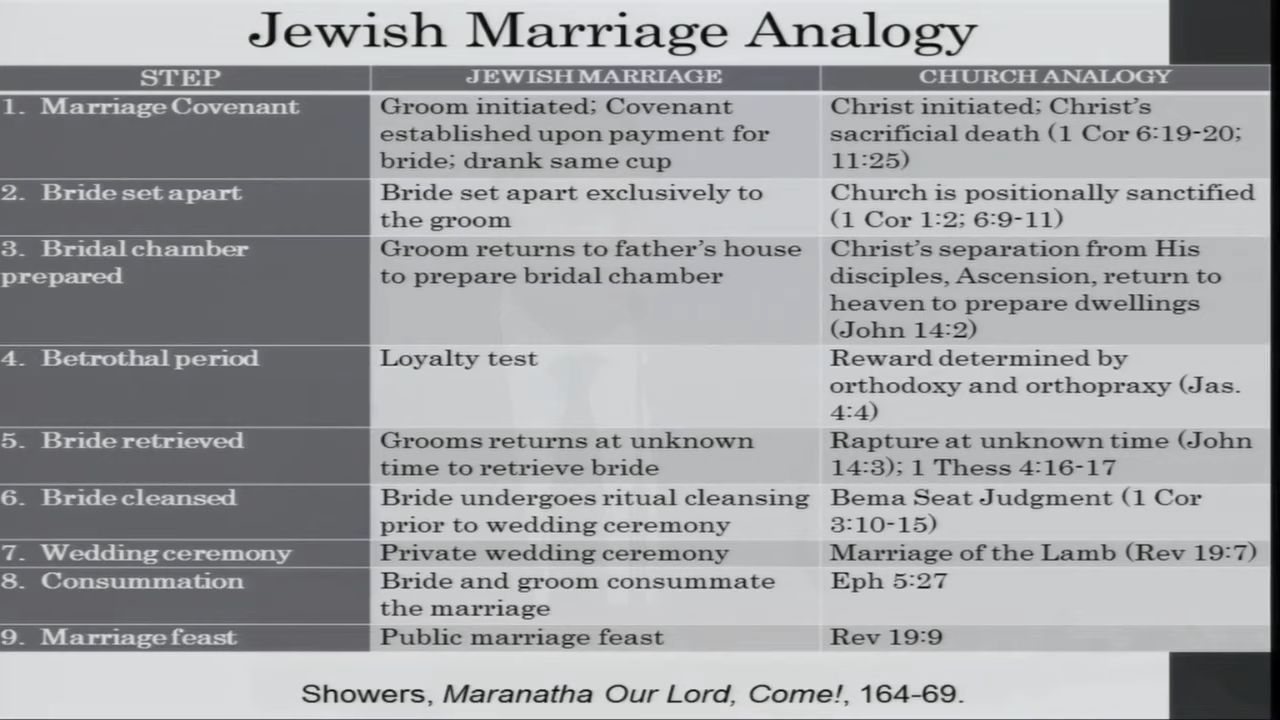 Jewish Marriage Analogy
STEP JEWISH MARRIAGE CHURCH ANALOGY
1. Marriage Covenant
Groom initiated; Covenant
established upon payment for
bride; drank same cup
Christ initiated; Christ's
sacrificial death (1 Cor 6:19-20;
11:25)
2. Bride set apart
Bride set apart exclusively to
the groom
Church is positionally sanctified
(1 Cor 1:2; 6:9-11)
3. Bridal chamber
prepared
Groom returns to father's house
to prepare bridal chamber
Christ's separation from His
disciples, Ascension, return to
heaven to prepare dwellings
(John 14:2)
4. Betrothal period
Loyalty test
Reward determined by
orthodoxy and orthopraxy (Jas.
4:4)
5. Bride retrieved
Grooms returns at unknown
time to retrieve bride
Rapture at unknown time (John
14:3); 1 Thess 4:16-17
6. Bride cleansed
Bride undergoes ritual cleansing
prior to wedding ceremony
Bema Seat Judgment (1 Cor
3:10-15)
7. Wedding ceremony
Private wedding ceremony
Marriage of the Lamb (Rev 19:7)
8. Consummation
Bride and groom consummate
the marriage
Eph 5:27
9. Marriage feast
Public marriage feast
Rev 19:9
Showers, Maranatha Our Lord, Come!, 164-69.